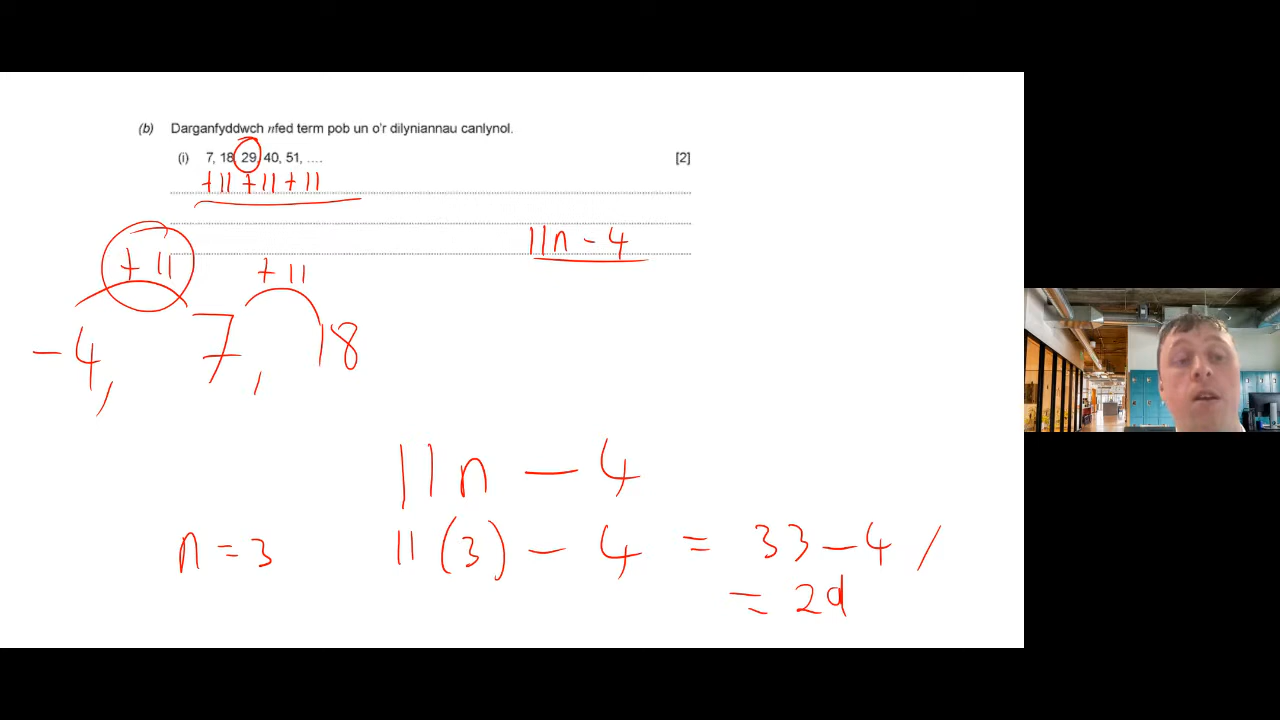 (b) Darganfyddwch nfed term pob un o'r dilyniannau canlynol.
(i) 7, 18, 29, 40, 51, .... [2]
+11 +11 +11
11n - 4
+ 11 + 11
-4, 7, 18
11n - 4
n = 3 11(3) - 4 = 33 - 4
= 29